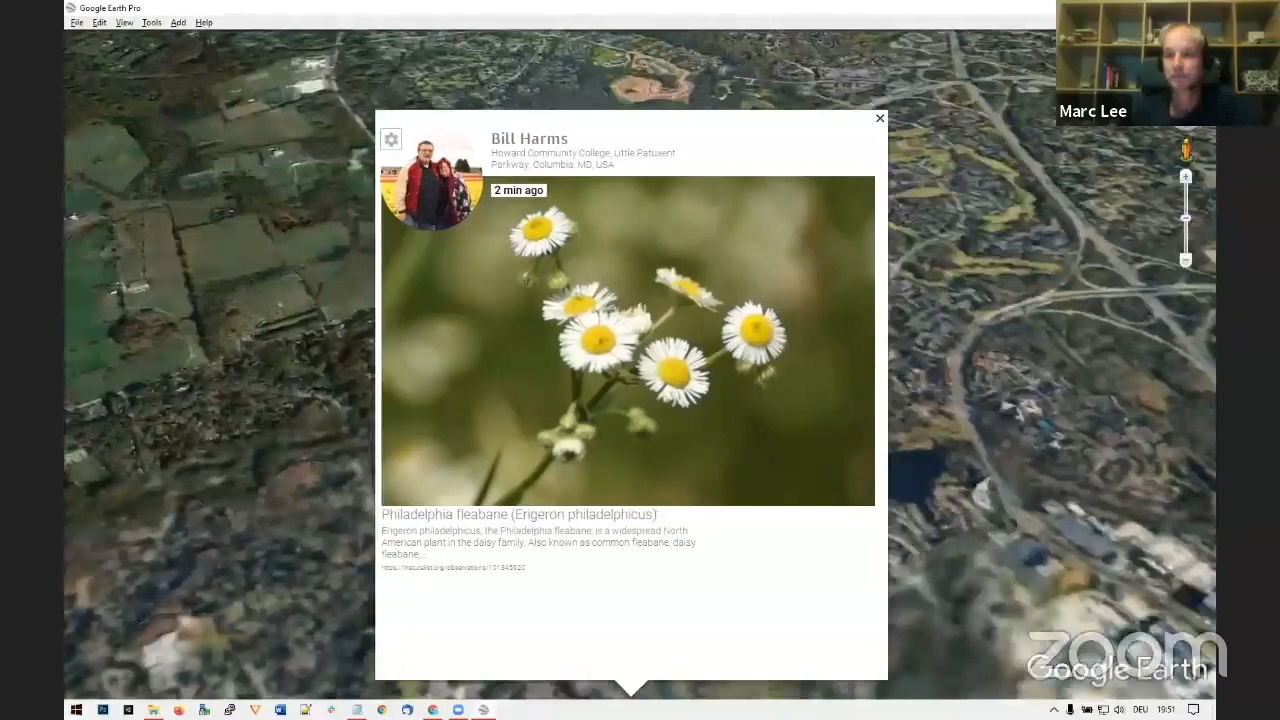 Google Earth Pro
File Edit View Tools Add Help
Marc Lee
Bill Harms
Howard Community College, Little Patuxent
Parkway, Columbia, MD, USA
2 min ago
Philadelphia fleabane (Erigeron philadelphicus)
Erigeron philadelphicus, the Philadelphia fleabane, is a widespread North
American plant in the daisy family. Also known as common fleabane, daisy
fleabane,...
zoom
Google Earth
DEU 19:51